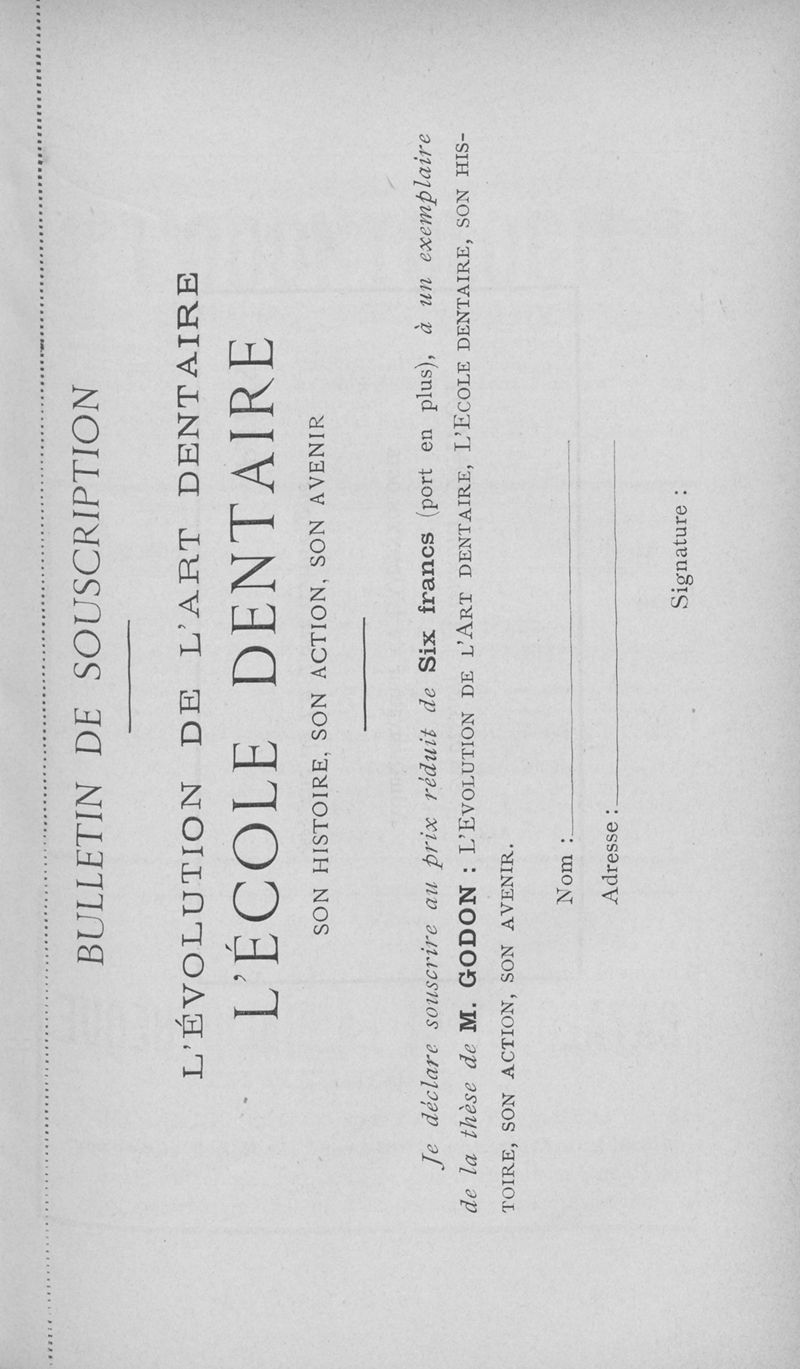 BULLETIN DE SOUSCRIPTION
L'ÉVOLUTION DE L'ART DENTAIRE
L'ÉCOLE DENTAIRE
SON HISTOIRE, SON ACTION, SON AVENIR
Je déclare souscrire au prix réduit de Six francs (port en plus), à un exemplaire
de la thèse de M. GODON : L'EVOLUTION DE L'ART DENTAIRE, L'ECOLE DENTAIRE, SON HIS-
TOIRE, SON ACTION, SON AVENIR.
Nom :
Adresse :
Signature :